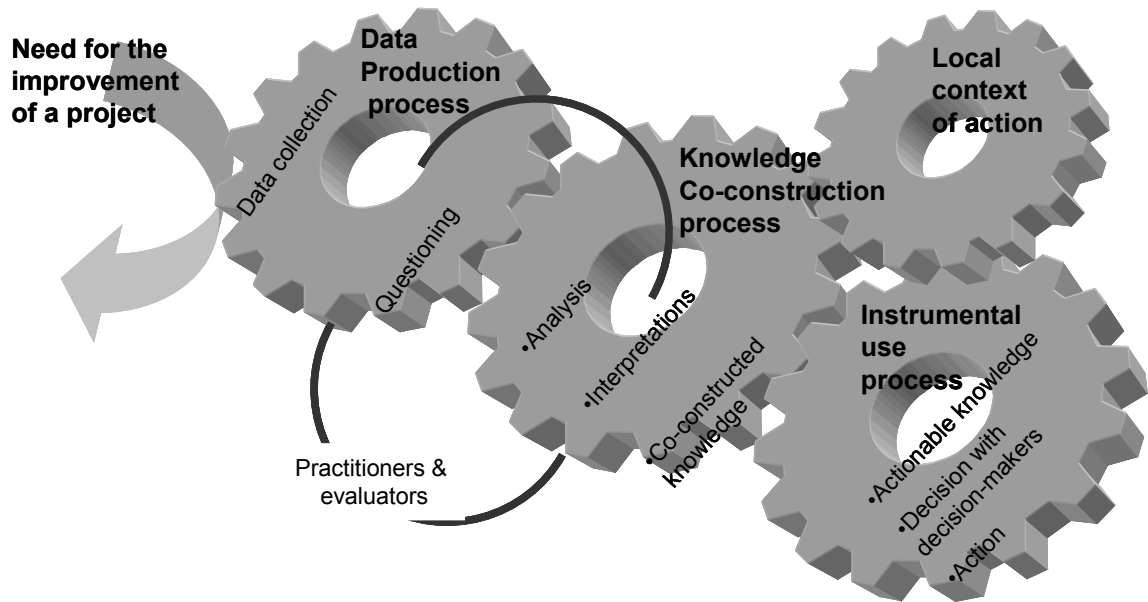 Need for the
improvement
of a project
Data
Production
process
Data collection
Questioning
Knowledge
Co-construction
process
•Analysis
•Interpretations
•Co-constructed
knowledge
Local
context
of action
Instrumental
use
process
•Actionable knowledge
•Decision with
decision-makers
•Action
Practitioners &
evaluators